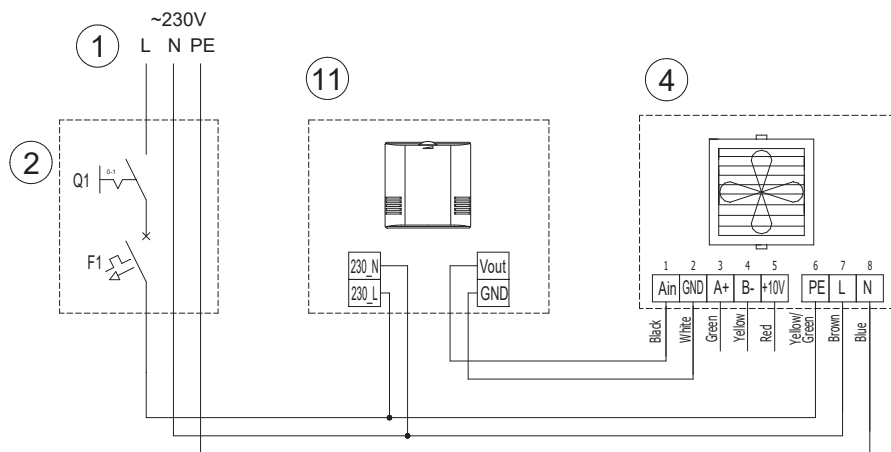 ~230V
L N PE
1
2
Q1
0-1
F1
11
230_N
230_L
Vout
GND
4
1 2 3 4 5 6 7 8
Ain GND A+ B- +10V PE L N
Black
White
Green
Yellow
Red
Yellow/
Green
Brown
Blue